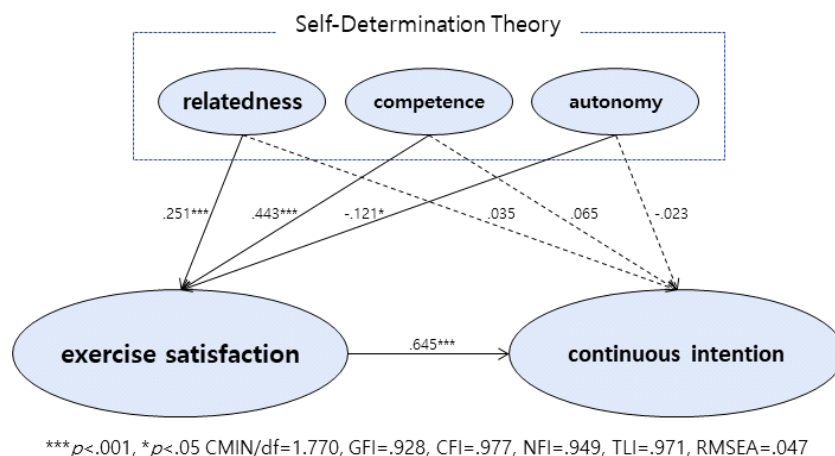 Self-Determination Theory
relatedness competence autonomy
.251*** .443*** -.121* .035 .065 -.023
exercise satisfaction .645*** continuous intention
***p<.001, *p<.05 CMIN/df=1.770, GFI=.928, CFI=.977, NFI=.949, TLI=.971, RMSEA=.047